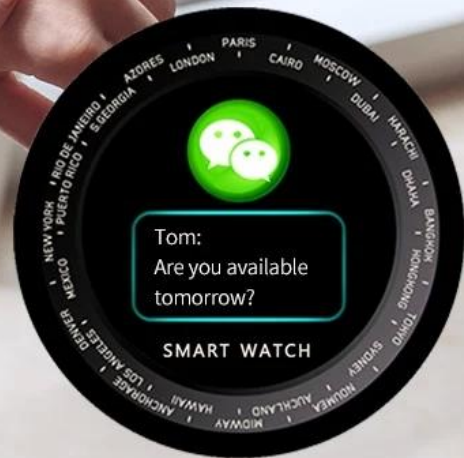 Tom:
Are you available
tomorrow?
SMART WATCH
PARIS
CAIRO
MOSCOW
DUBAI
KARACHI
DHAKA
BANGKOK
HONGKONG
TOKYO
SYDNEY
NOUMEA
AUCKLAND
MIDWAY
HAWAII
ANCHORAGE
LOS ANGELES
DENVER
MEXICO
NEW YORK
PUERTO RICO
RIO DE JANEIRO
S.GEORGIA
AZORES
LONDON